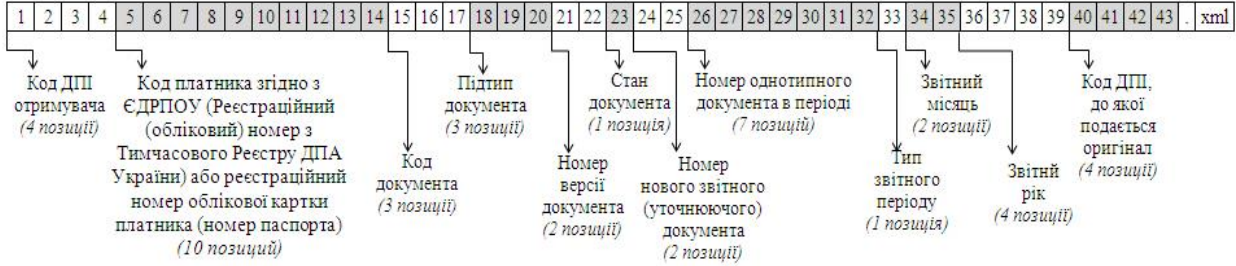 1 2 3 4 5 6 7 8 9 10 11 12 13 14 15 16 17 18 19 20 21 22 23 24 25 26 27 28 29 30 31 32 33 34 35 36 37 38 39 40 41 42 43 . xml
Код ДПІ
отримувача
(4 позиції)
Код платника згідно з
ЄДРПОУ (Реєстраційний
(обліковий) номер з
Тимчасового Реєстру ДПА
України) або реєстраційний
номер облікової картки
платника (номер паспорта)
(10 позиций)
Код
документа
(3 позиції)
Підтип
документа
(3 позиції)
Номер
версії
документа
(2 позиції)
Стан
документа
(1 позиція)
Номер
нового звітного
(уточнюючого)
документа
(2 позиції)
Номер однотипного
документа в періоді
(7 позицій)
Тип
звітного
періоду
(1 позиція)
Звітний
місяць
(2 позиції)
Звітнй
рік
(4 позиції)
Код ДПІ,
до якої
подається
оригінал
(4 позиції)